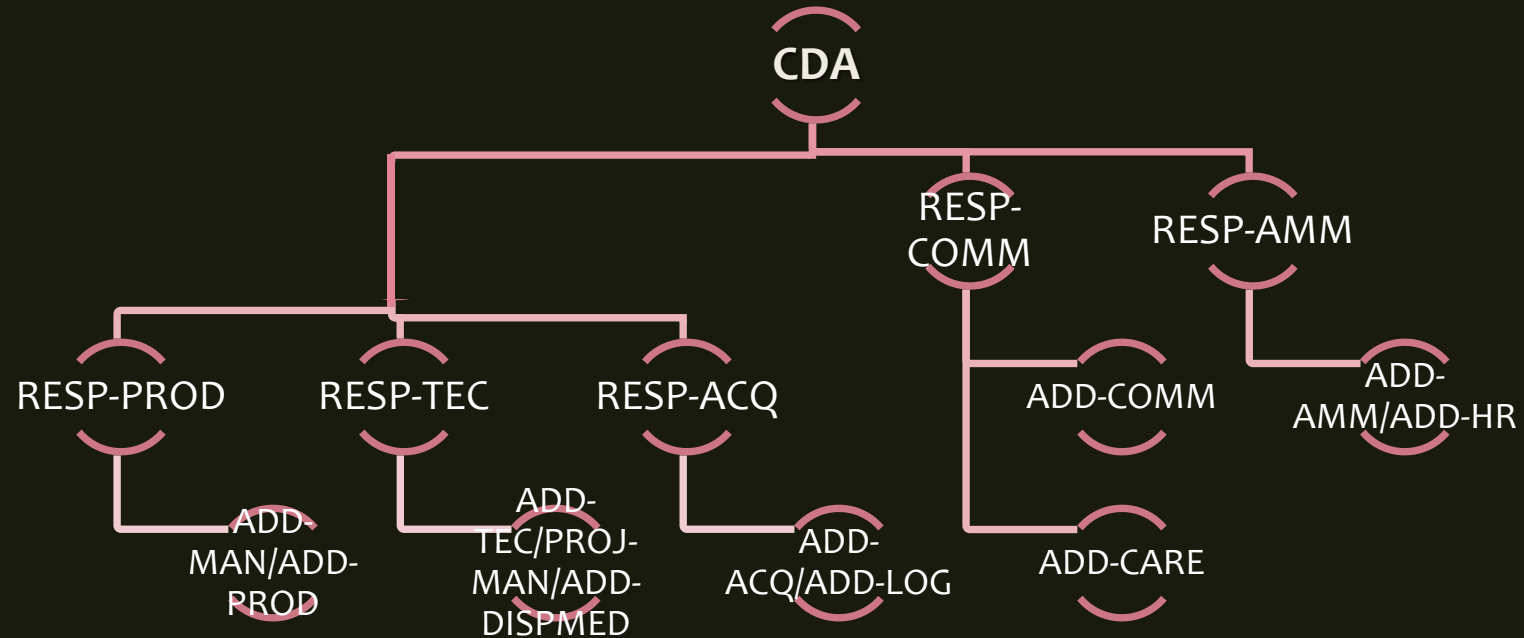 CDA
RESP-
COMM
RESP-AMM
RESP-PROD
RESP-TEC
RESP-ACQ
ADD-COMM
ADD-
AMM/ADD-HR
ADD-
MAN/ADD-
PROD
ADD-
TEC/PROJ-
MAN/ADD-
DISPMED
ADD-
ACQ/ADD-LOG
ADD-CARE